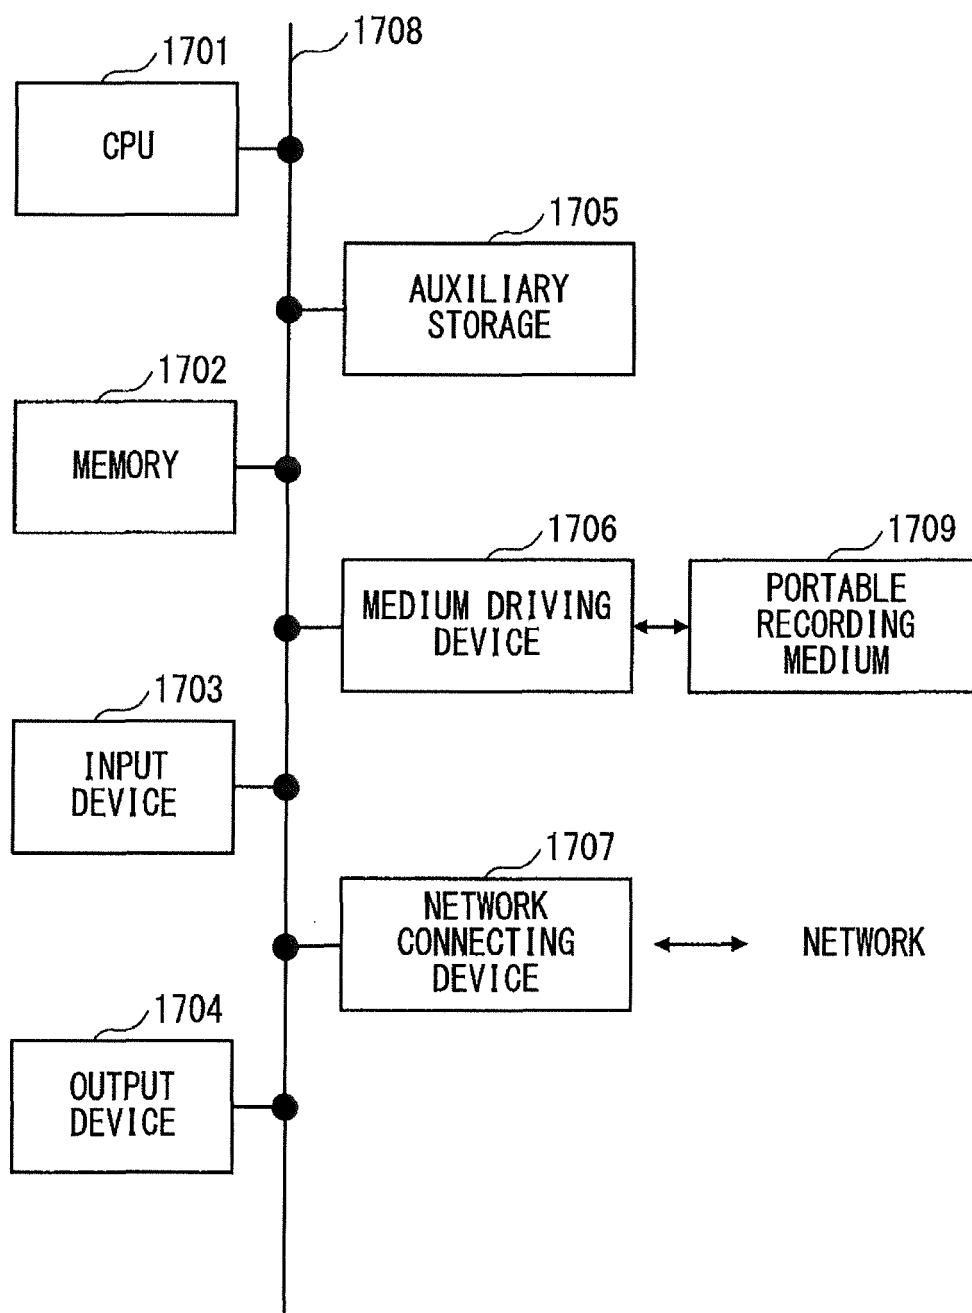 1708
1701
CPU
1705
AUXILIARY
STORAGE
1702
MEMORY
1706
MEDIUM DRIVING
DEVICE
1709
PORTABLE
RECORDING
MEDIUM
1703
INPUT
DEVICE
1707
NETWORK
CONNECTING
DEVICE
NETWORK
1704
OUTPUT
DEVICE